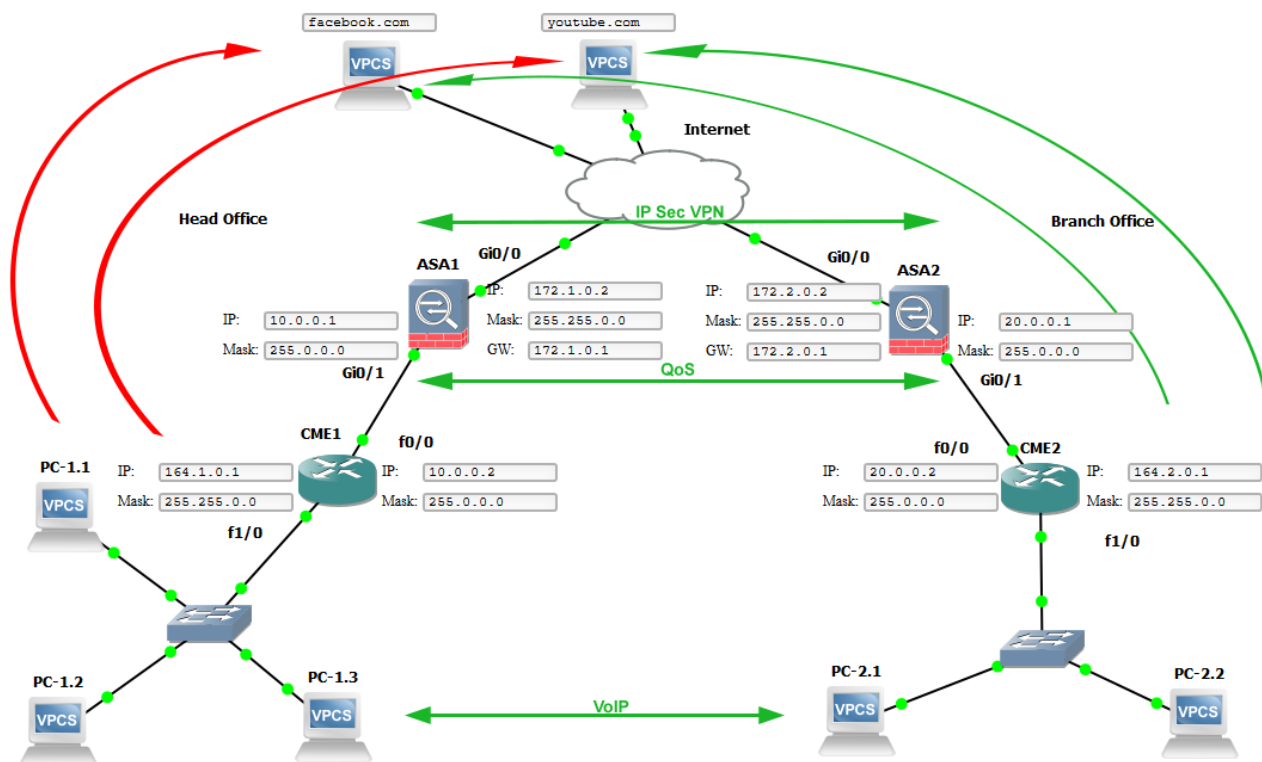 facebook.com
youtube.com
VPCS
VPCS
Internet
Head Office
IP Sec VPN
Branch Office
Gi0/0
Gi0/0
ASA1
ASA2
IP: 172.1.0.2
IP: 172.2.0.2
IP: 10.0.0.1
Mask: 255.255.0.0
Mask: 255.255.0.0
IP: 20.0.0.1
Mask: 255.0.0.0
GW: 172.1.0.1
GW: 172.2.0.1
Mask: 255.0.0.0
Gi0/1
QoS
Gi0/1
CME1
f0/0
f0/0
CME2
PC-1.1
IP: 164.1.0.1
IP: 10.0.0.2
IP: 20.0.0.2
IP: 164.2.0.1
VPCS
Mask: 255.255.0.0
Mask: 255.0.0.0
Mask: 255.0.0.0
Mask: 255.255.0.0
f1/0
f1/0
PC-1.2
PC-1.3
PC-2.1
PC-2.2
VPCS
VPCS
VoIP
VPCS
VPCS